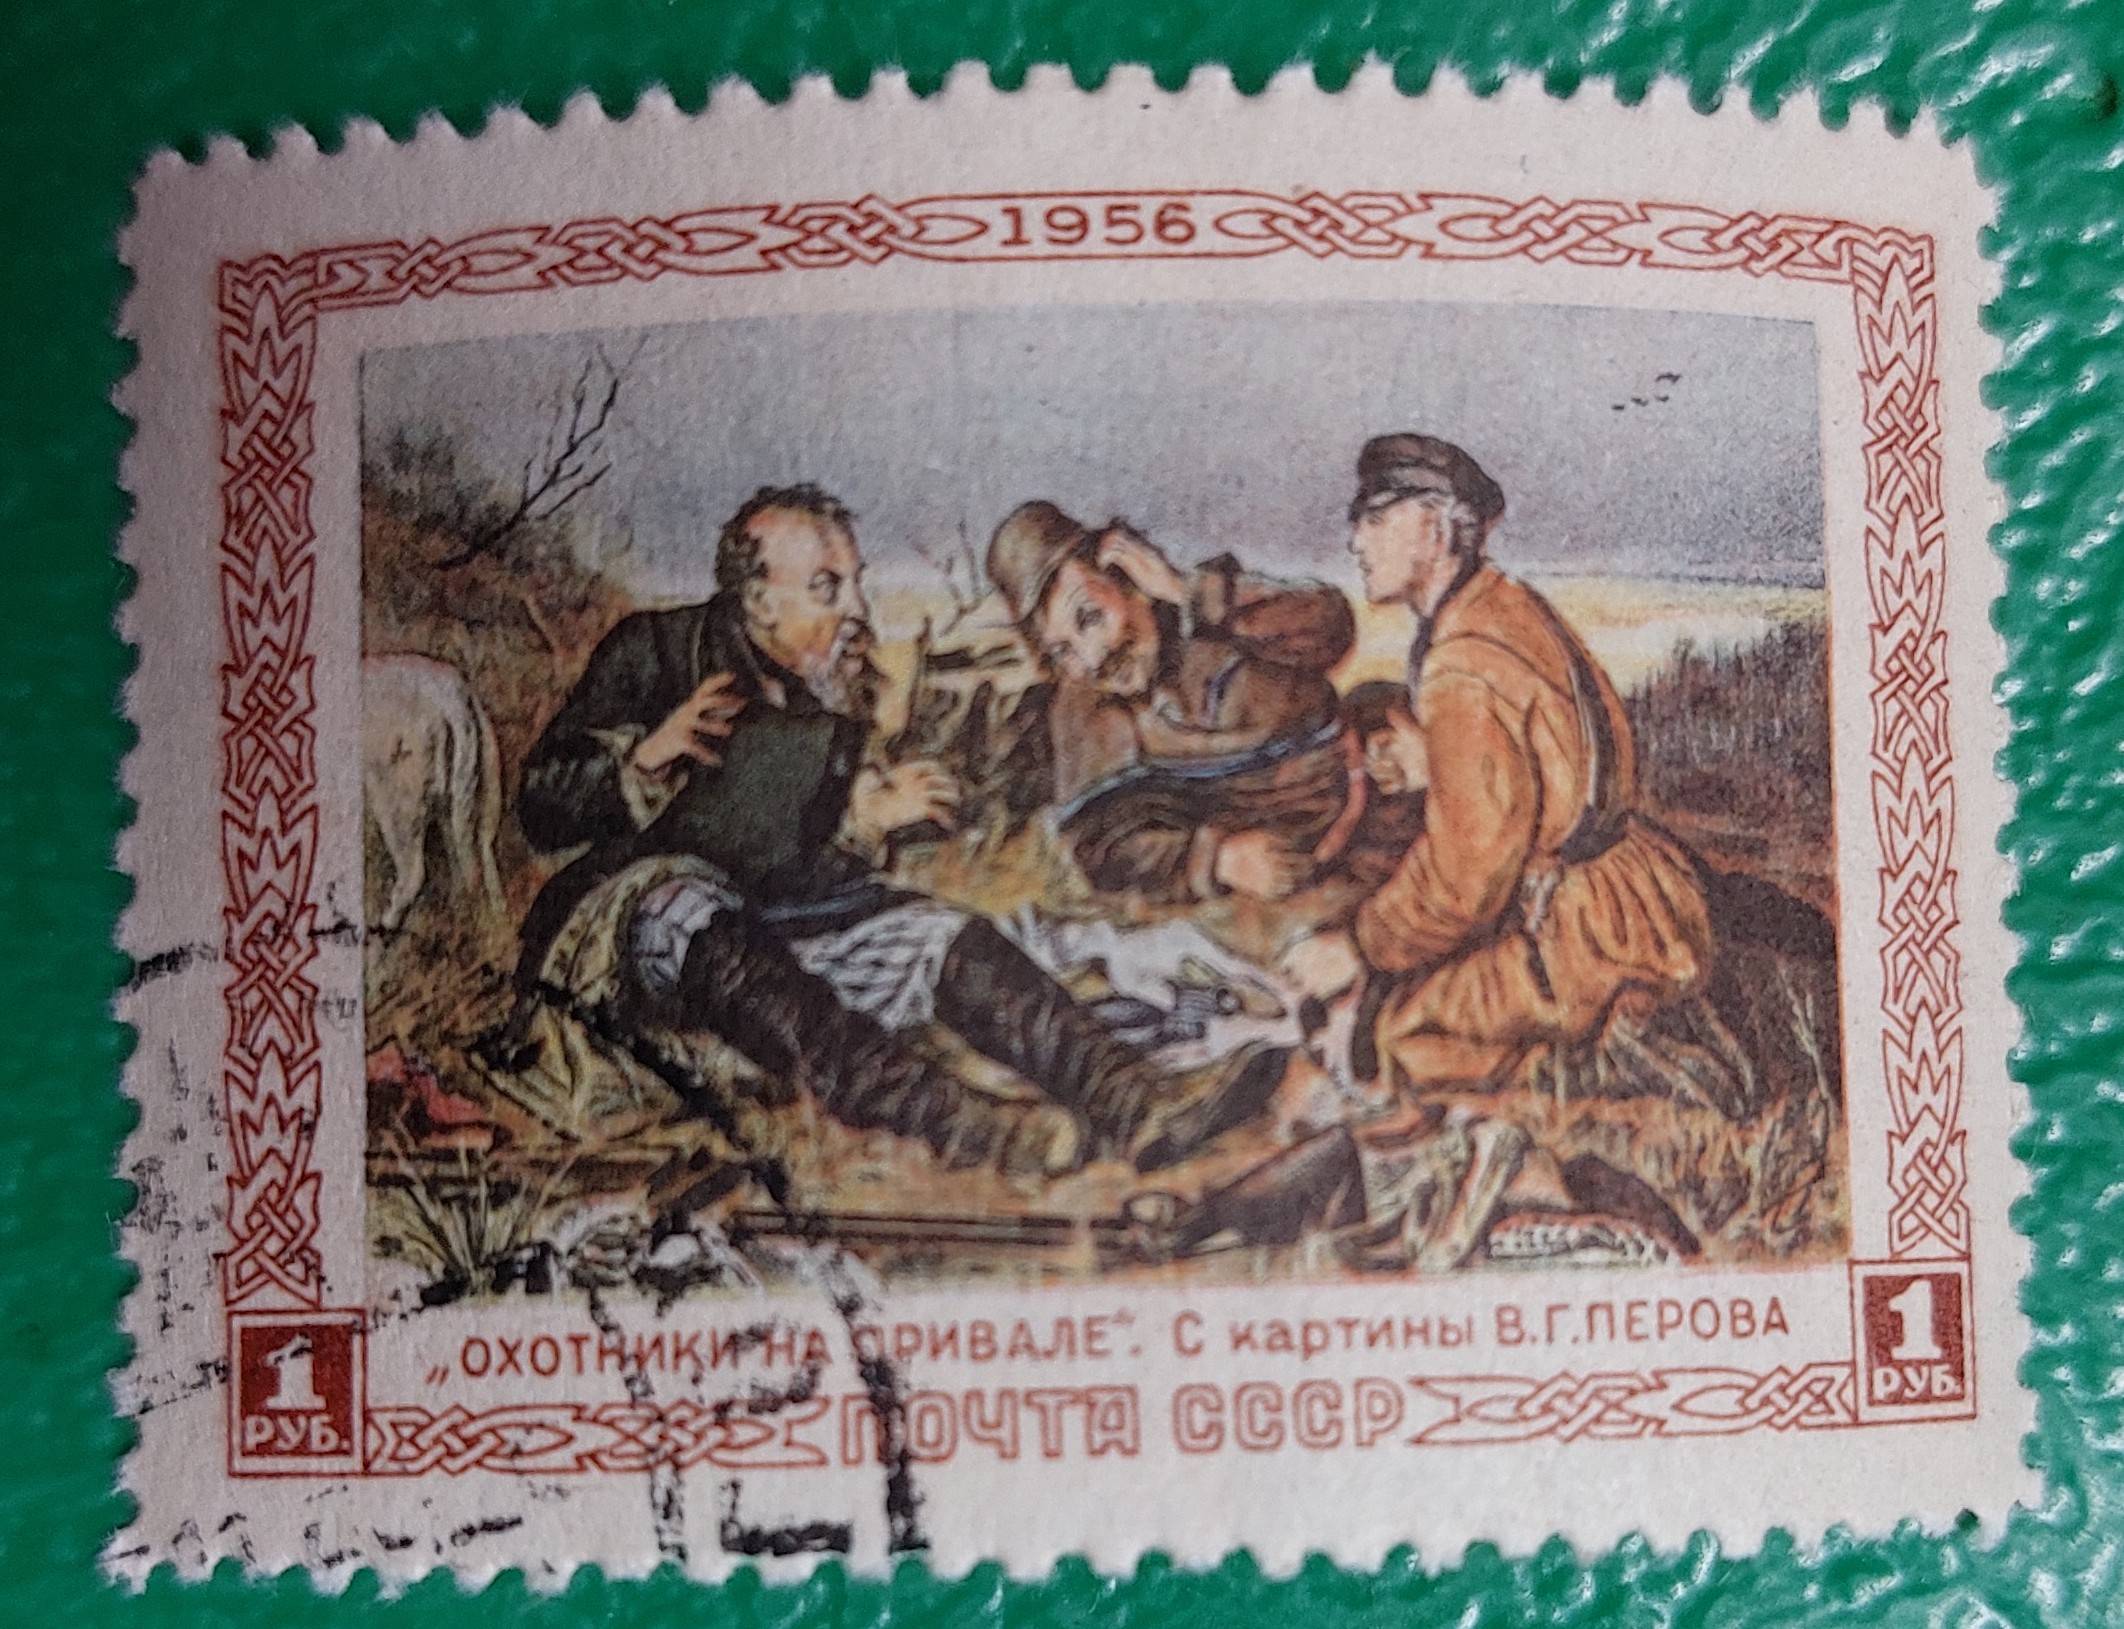 1956
„ОХОТНИКИ НА ПРИВАЛЕ“. С картины В.Г.ПЕРОВА
1 РУБ.
ПОЧТА СССР
1 РУБ.